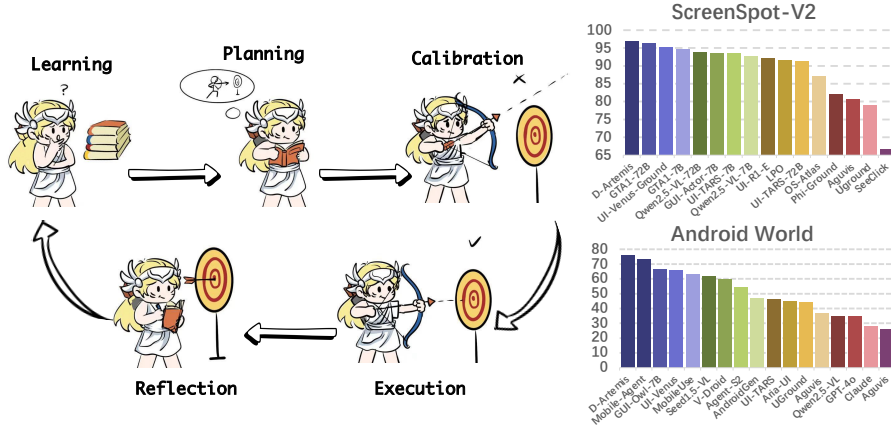 Learning
Planning
Calibration
?
Reflection
Execution
ScreenSpot-V2
100
95
90
85
80
75
70
65
D-Artemis
GTA1-72B
UI-Venus-Ground
GTA1-7B
Qwen2.5-VL-72B
GUI-Actor-7B
UI-TARS-7B
Qwen2.5-VL-7B
UI-R1-E
LPO
UI-TARS-72B
OS-Atlas
Phi-Ground
Aguvis
Uground
SeeClick
Android World
80
70
60
50
40
30
20
10
0
D-Artemis
Mobile-Agent
GUI-Owl-7B
UI-Venus
MobileUse
Seed1.5-VL
V-Droid
Agent-S2
AndroidGen
UI-TARS
Aria-UI
UGround
Aguvis
Qwen2.5-VL
GPT-4o
Claude
Aguvis